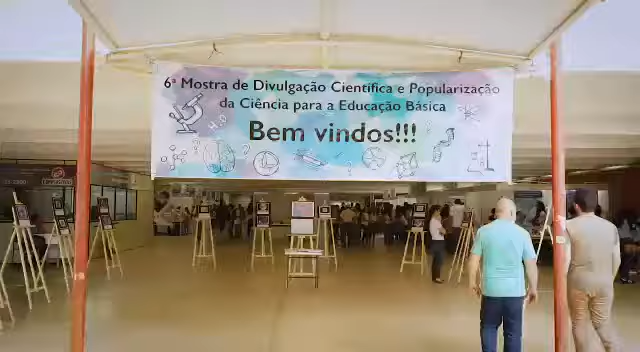 6ª Mostra de Divulgação Científica e Popularização
da Ciência para a Educação Básica
Bem vindos!!!